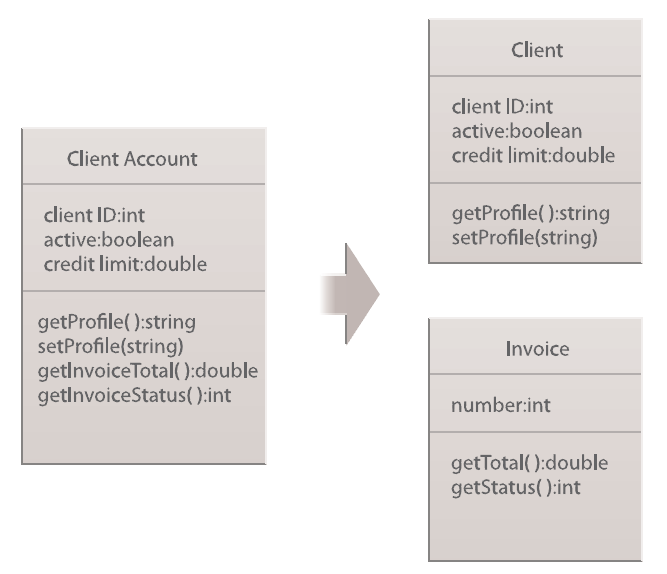 Client Account
client ID:int
active:boolean
credit limit:double
getProfile( ):string
setProfile(string)
getInvoiceTotal( ):double
getInvoiceStatus( ):int
Client
client ID:int
active:boolean
credit limit:double
getProfile( ):string
setProfile(string)
Invoice
number:int
getTotal( ):double
getStatus( ):int